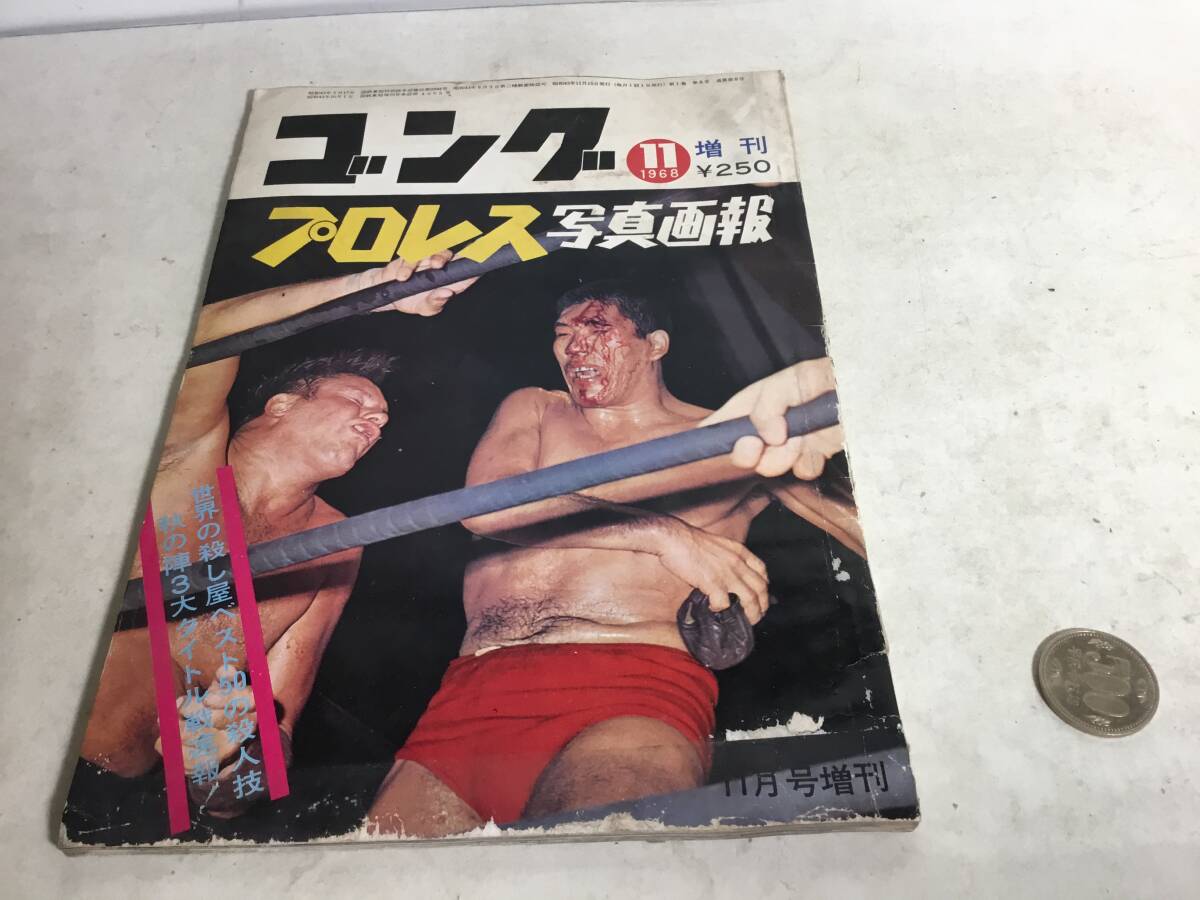 ゴング
11
1968
増刊
¥250
プロレス写真画報
世界の殺し屋ベスト50の殺人技
秋の陣3大タイトル戦速報!
11月号増刊